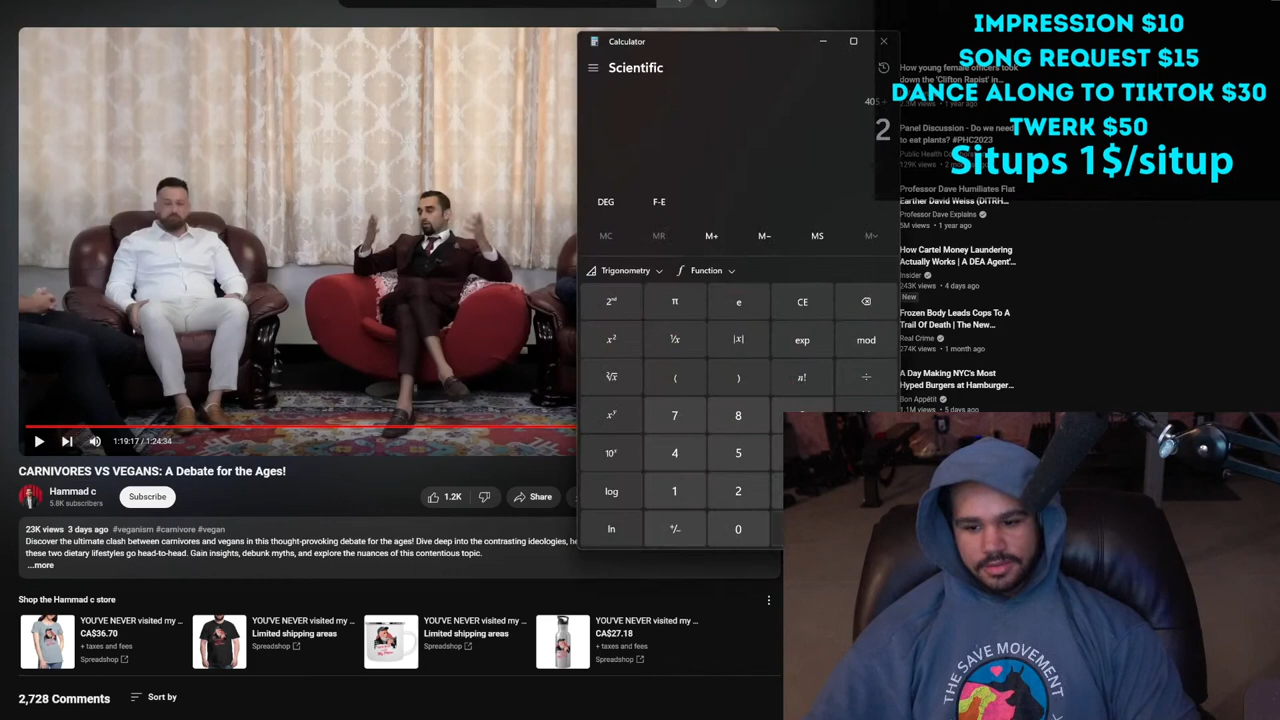 IMPRESSION $10
SONG REQUEST $15
DANCE ALONG TO TIKTOK $30
TWERK $50
Situps 1$/situp
Calculator
Scientific
405
2
DEG
F-E
MC MR M+ M− MS M
Trigonometry
Function
2nd π e CE
x² ⅟x |x| exp mod
( ) n! ÷
xʸ 7 8
10ˣ 4 5
log 1 2
ln +/− 0
1:19:17 / 1:24:34
CARNIVORES VS VEGANS: A Debate for the Ages!
Hammad c
5.8K subscribers
Subscribe
1.2K
Share
23K views 3 days ago #veganism #carnivore #vegan
Discover the ultimate clash between carnivores and vegans in this thought-provoking debate for the ages! Dive deep into the contrasting ideologies,
these two dietary lifestyles go head-to-head. Gain insights, debunk myths, and explore the nuances of this contentious topic.
...more
Shop the Hammad c store
YOU'VE NEVER visited my ...
CA$36.70
+ taxes and fees
Spreadshop
YOU'VE NEVER visited my ...
Limited shipping areas
Spreadshop
YOU'VE NEVER visited my ...
Limited shipping areas
Spreadshop
YOU'VE NEVER visited my ...
CA$27.18
+ taxes and fees
Spreadshop
2,728 Comments
Sort by
How young female officers took
down the 'Clifton Rapist' in...
views • 1 year ago
Panel Discussion - Do we need
to eat plants? #PHC2023
Public Health
129K views • 2
Professor Dave Humiliates Flat
Earther David Weiss (DITRH...
Professor Dave Explains
5M views • 1 year ago
How Cartel Money Laundering
Actually Works | A DEA Agent'...
Insider
243K views • 4 days ago
New
Frozen Body Leads Cops To A
Trail Of Death | The New...
Real Crime
274K views • 1 month ago
A Day Making NYC's Most
Hyped Burgers at Hamburger...
Bon Appétit
1.1M views • 5 days ago
THE SAVE MOVEMENT